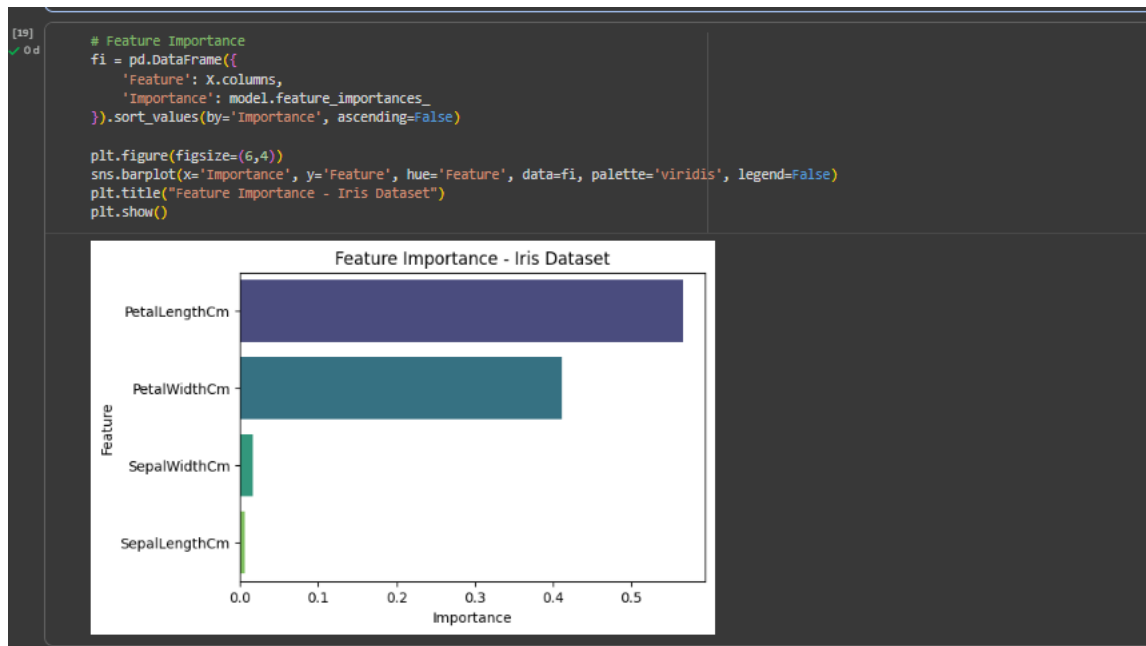 [19]
0 d
# Feature Importance
fi = pd.DataFrame({
    'Feature': X.columns,
    'Importance': model.feature_importances_
}).sort_values(by='Importance', ascending=False)
plt.figure(figsize=(6,4))
sns.barplot(x='Importance', y='Feature', hue='Feature', data=fi, palette='viridis', legend=False)
plt.title("Feature Importance - Iris Dataset")
plt.show()
Feature Importance - Iris Dataset
PetalLengthCm
PetalWidthCm
SepalWidthCm
SepalLengthCm
Feature
0.0 0.1 0.2 0.3 0.4 0.5
Importance